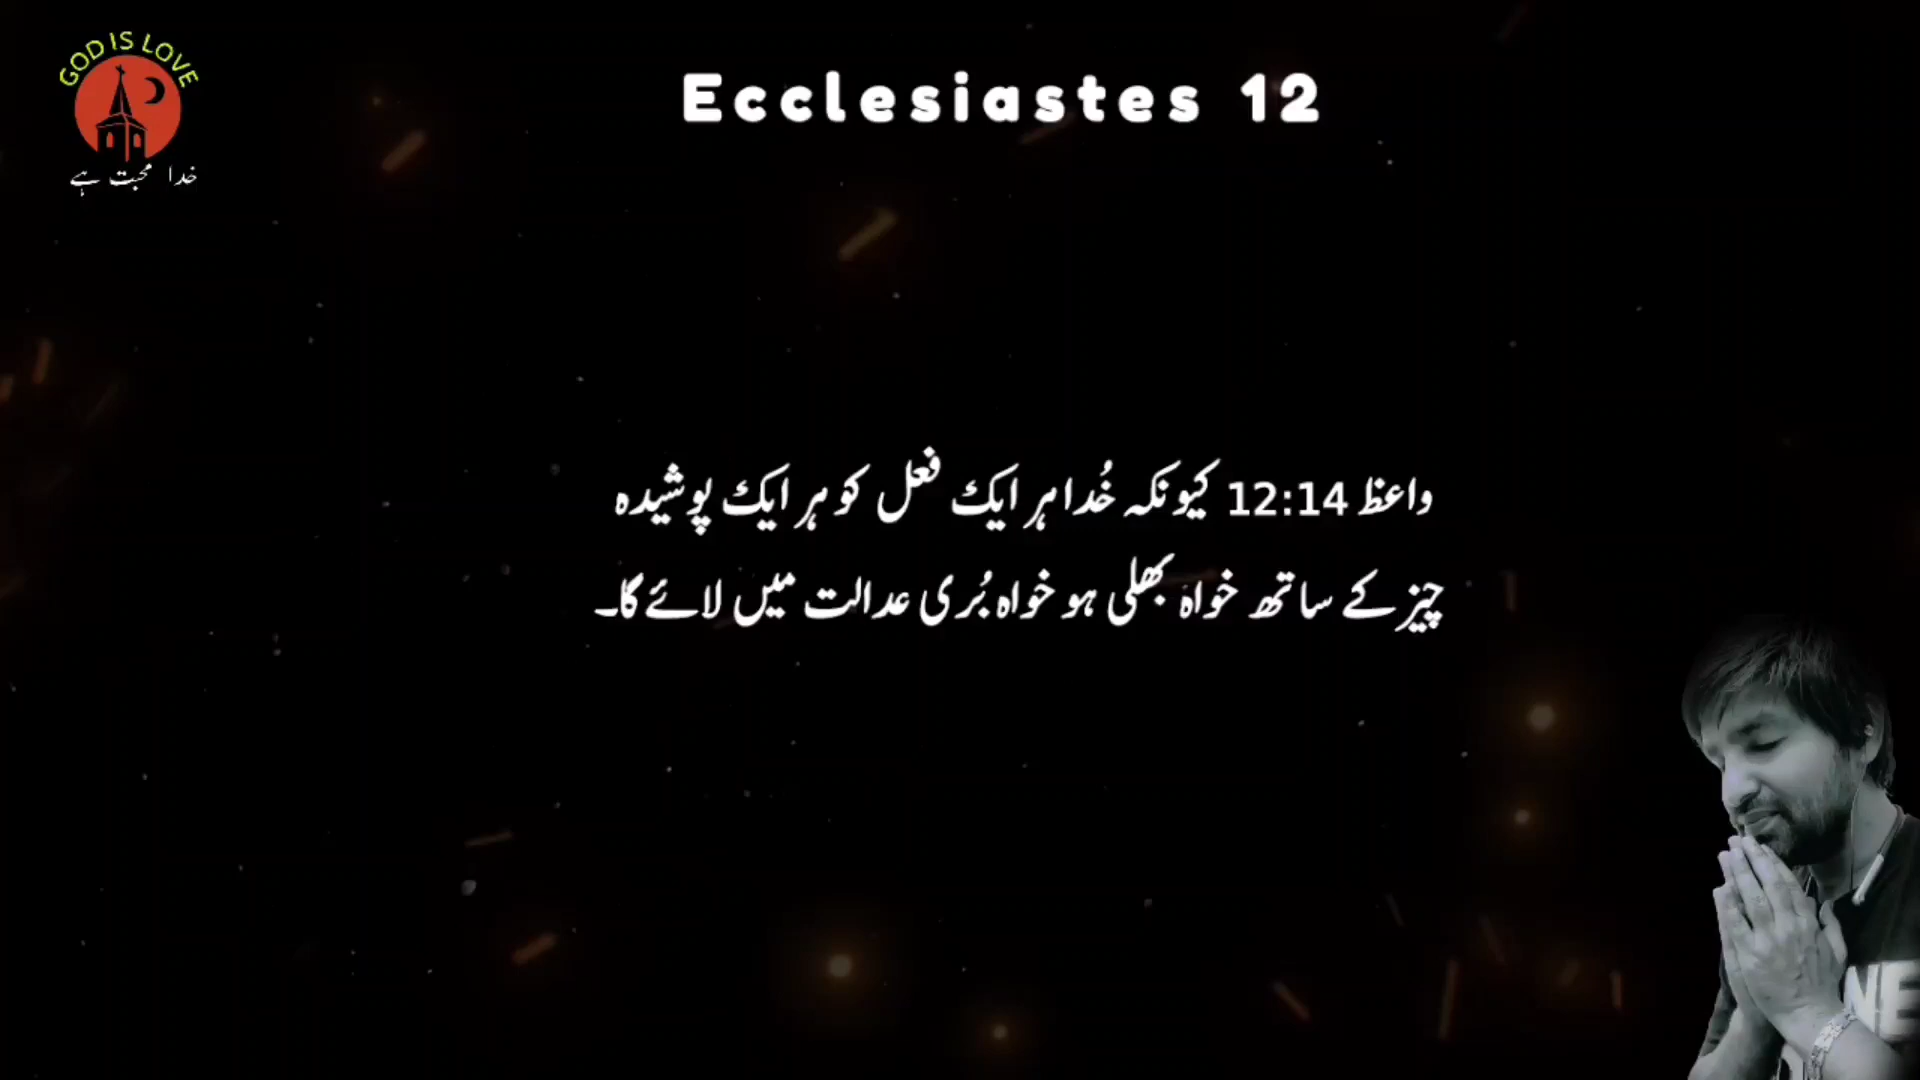 GOD IS LOVE
خدا محبت ہے
Ecclesiastes 12
واعظ 12:14 کیونکہ خُدا ہر ایک فعل کو ہر ایک پوشیدہ
چیز کے ساتھ خواہ بھلی ہو خواہ بُری عدالت میں لائے گا۔
NE